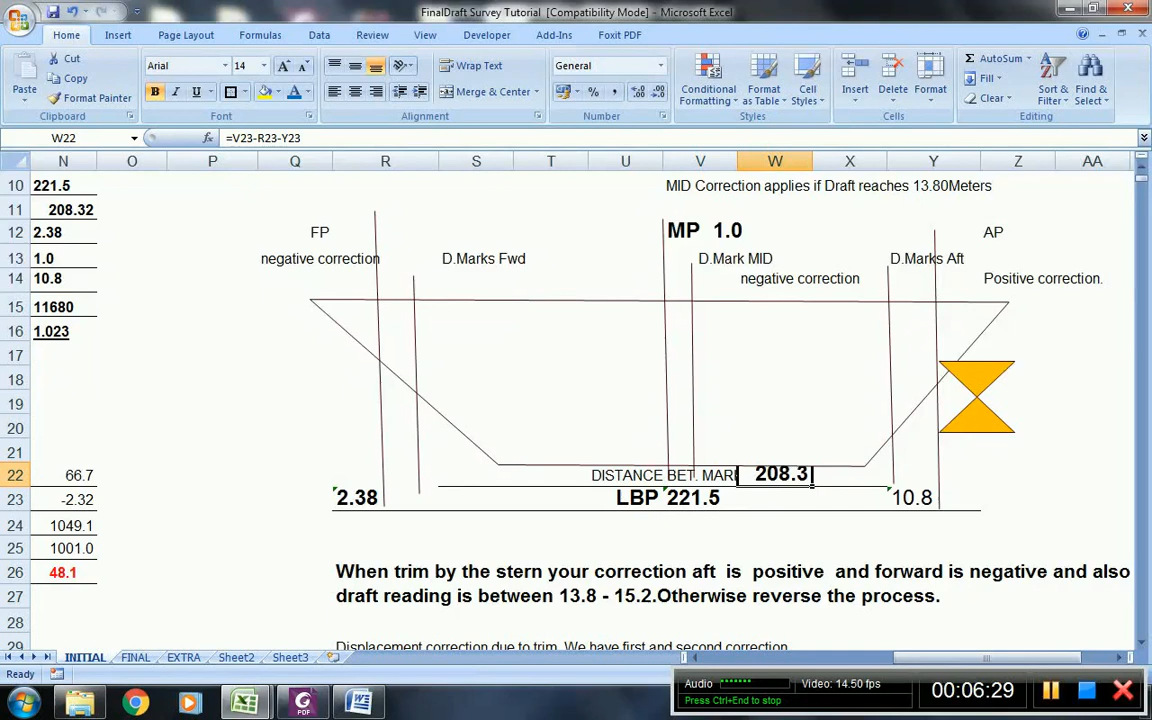 FinalDraft Survey Tutorial [Compatibility Mode] - Microsoft Excel
Home Insert Page Layout Formulas Data Review View Developer Add-Ins Foxit PDF
Paste
Cut
Copy
Format Painter
Clipboard
Arial 14
B I U
Font
Wrap Text
Merge & Center
Alignment
General
Number
Conditional Formatting
Format as Table
Cell Styles
Styles
Insert
Delete
Format
Cells
AutoSum
Fill
Clear
Sort & Filter
Find & Select
Editing
W22 fx =V23-R23-Y23
N O P Q R S T U V W X Y Z AA
10 221.5 MID Correction applies if Draft reaches 13.80Meters
11 208.32
12 2.38 FP MP 1.0 AP
13 1.0 negative correction D.Marks Fwd D.Mark MID D.Marks Aft
14 10.8 negative correction Positive correction.
15 11680
16 1.023
17
18
19
20
21
22 66.7 DISTANCE BET. MAR 208.3
23 -2.32 2.38 LBP 221.5 10.8
24 1049.1
25 1001.0
26 48.1 When trim by the stern your correction aft is positive and forward is negative and also
27 draft reading is between 13.8 - 15.2.Otherwise reverse the process.
28
29 Displacement correction due to trim. We have first and second correction
INITIAL FINAL EXTRA Sheet2 Sheet3
Ready
Audio Video: 14.50 fps
Press Ctrl+End to stop
00:06:29
PDF